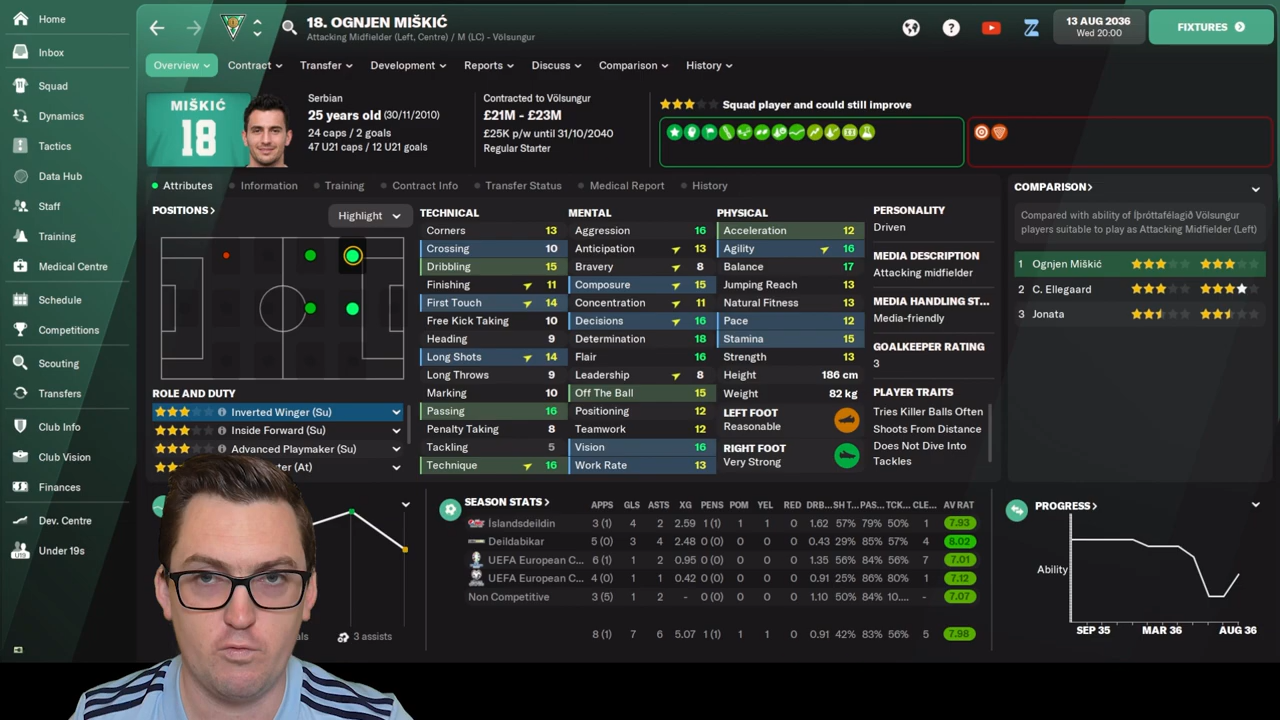 Home
Inbox
Squad
Dynamics
Tactics
Data Hub
Staff
Training
Medical Centre
Schedule
Competitions
Scouting
Transfers
Club Info
Club Vision
Finances
Dev. Centre
Under 19s
18. OGNJEN MIŠKIĆ
Attacking Midfielder (Left, Centre) / M (LC) - Völsungur
13 AUG 2036
Wed 20:00
FIXTURES
Overview
Contract
Transfer
Development
Reports
Discuss
Comparison
History
MIŠKIĆ
18
Serbian
25 years old (30/11/2010)
24 caps / 2 goals
47 U21 caps / 12 U21 goals
Contracted to Völsungur
£21M - £23M
£25K p/w until 31/10/2040
Regular Starter
Squad player and could still improve
Attributes
Information
Training
Contract Info
Transfer Status
Medical Report
History
POSITIONS
Highlight
ROLE AND DUTY
Inverted Winger (Su)
Inside Forward (Su)
Advanced Playmaker (Su)
TECHNICAL
Corners 13
Crossing 10
Dribbling 15
Finishing 11
First Touch 14
Free Kick Taking 10
Heading 9
Long Shots 14
Long Throws 9
Marking 10
Passing 16
Penalty Taking 8
Tackling 5
Technique 16
MENTAL
Aggression 16
Anticipation 13
Bravery 8
Composure 15
Concentration 11
Decisions 16
Determination 18
Flair 16
Leadership 8
Off The Ball 15
Positioning 12
Teamwork 12
Vision 16
Work Rate 13
PHYSICAL
Acceleration 12
Agility 16
Balance 17
Jumping Reach 13
Natural Fitness 13
Pace 12
Stamina 15
Strength 13
Height 186 cm
Weight 82 kg
LEFT FOOT
Reasonable
RIGHT FOOT
Very Strong
PERSONALITY
Driven
MEDIA DESCRIPTION
Attacking midfielder
MEDIA HANDLING ST...
Media-friendly
GOALKEEPER RATING
3
PLAYER TRAITS
Tries Killer Balls Often
Shoots From Distance
Does Not Dive Into
Tackles
COMPARISON
Compared with ability of Íþróttafélagið Völsungur
players suitable to play as Attacking Midfielder (Left)
1 Ognjen Miškić
2 C. Ellegaard
3 Jonata
3 assists
SEASON STATS APPS GLS ASTS XG PENS POM YEL RED DRB... SH T... PAS... TCK... CLE... AV RAT
Íslandsdeildin 3 (1) 4 2 2.59 1 (1) 1 1 0 1.62 57% 79% 50% 1 7.93
Deildabikar 5 (0) 3 4 2.48 0 (0) 0 0 0 0.43 29% 85% 57% 4 8.02
UEFA European C... 6 (1) 1 1 0.95 0 (0) 0 0 0 1.35 56% 84% 56% 7 7.01
UEFA European C... 4 (0) 1 1 0.42 0 (0) 0 0 0 0.91 25% 86% 80% 1 7.12
Non Competitive 3 (5) 1 2 - 0 (0) 0 0 0 1.10 50% 84% 10.... - 7.07
8 (1) 7 6 5.07 1 (1) 1 1 0 0.91 42% 83% 56% 5 7.98
PROGRESS
Ability
SEP 35 MAR 36 AUG 36